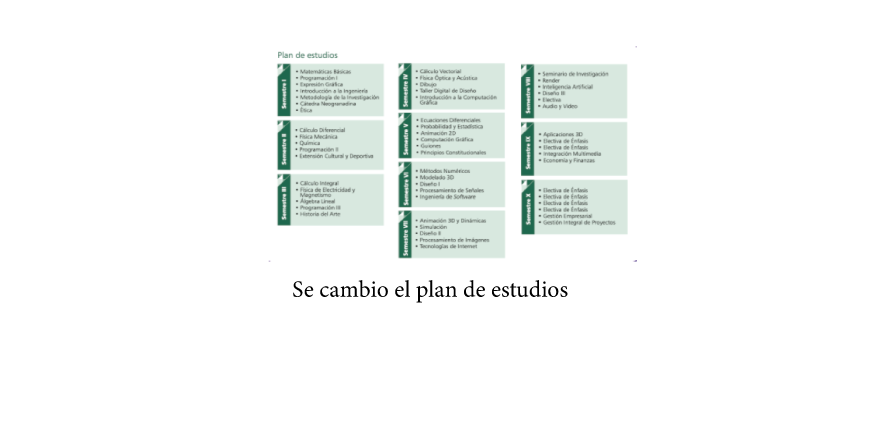 Plan de estudios
Semestre I
• Matemáticas Básicas
• Programación I
• Expresión Gráfica
• Introducción a la Ingeniería
• Metodología de la Investigación
• Cátedra Neogranadina
• Ética
Semestre II
• Cálculo Diferencial
• Física Mecánica
• Química
• Programación II
• Extensión Cultural y Deportiva
Semestre III
• Cálculo Integral
• Física de Electricidad y
Magnetismo
• Álgebra Lineal
• Programación III
• Historia del Arte
Semestre IV
• Cálculo Vectorial
• Física Óptica y Acústica
• Dibujo
• Taller Digital de Diseño
• Introducción a la Computación
Gráfica
Semestre V
• Ecuaciones Diferenciales
• Probabilidad y Estadística
• Animación 2D
• Computación Gráfica
• Guiones
• Principios Constitucionales
Semestre VI
• Métodos Numéricos
• Modelado 3D
• Diseño I
• Procesamiento de Señales
• Ingeniería de Software
Semestre VII
• Animación 3D y Dinámicas
• Simulación
• Diseño II
• Procesamiento de Imágenes
• Tecnologías de Internet
Semestre VIII
• Seminario de Investigación
• Render
• Inteligencia Artificial
• Diseño III
• Electiva
• Audio y Video
Semestre IX
• Aplicaciones 3D
• Electiva de Énfasis
• Electiva de Énfasis
• Integración Multimedia
• Economía y Finanzas
Semestre X
• Electiva de Énfasis
• Electiva de Énfasis
• Electiva de Énfasis
• Electiva de Énfasis
• Gestión Empresarial
• Gestión Integral de Proyectos
Se cambio el plan de estudios